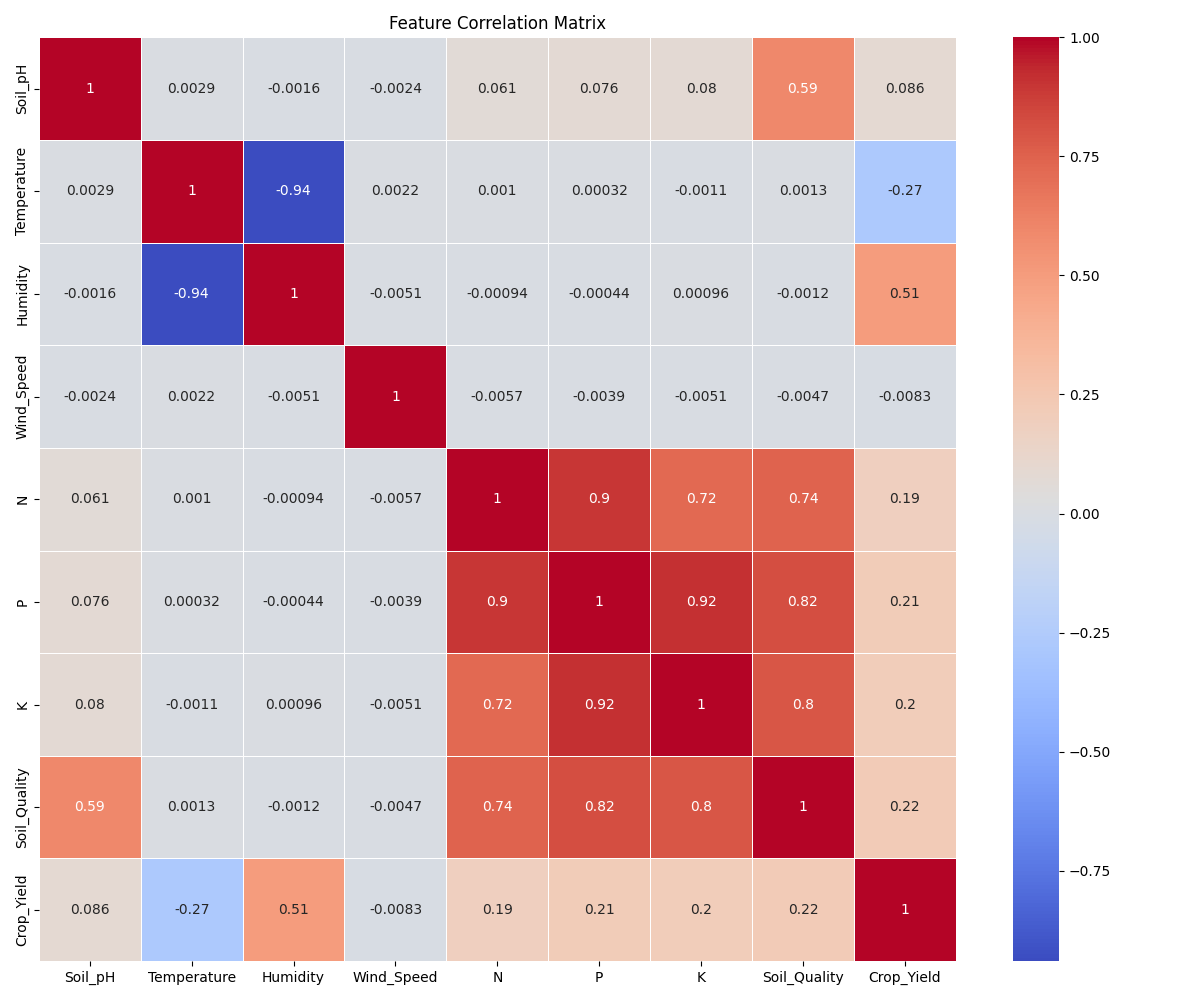 Feature Correlation Matrix
Soil_pH 1 0.0029 -0.0016 -0.0024 0.061 0.076 0.08 0.59 0.086
Temperature 0.0029 1 -0.94 0.0022 0.001 0.00032 -0.0011 0.0013 -0.27
Humidity -0.0016 -0.94 1 -0.0051 -0.00094 -0.00044 0.00096 -0.0012 0.51
Wind_Speed -0.0024 0.0022 -0.0051 1 -0.0057 -0.0039 -0.0051 -0.0047 -0.0083
N 0.061 0.001 -0.00094 -0.0057 1 0.9 0.72 0.74 0.19
P 0.076 0.00032 -0.00044 -0.0039 0.9 1 0.92 0.82 0.21
K 0.08 -0.0011 0.00096 -0.0051 0.72 0.92 1 0.8 0.2
Soil_Quality 0.59 0.0013 -0.0012 -0.0047 0.74 0.82 0.8 1 0.22
Crop_Yield 0.086 -0.27 0.51 -0.0083 0.19 0.21 0.2 0.22 1
Soil_pH Temperature Humidity Wind_Speed N P K Soil_Quality Crop_Yield
1.00
0.75
0.50
0.25
0.00
−0.25
−0.50
−0.75